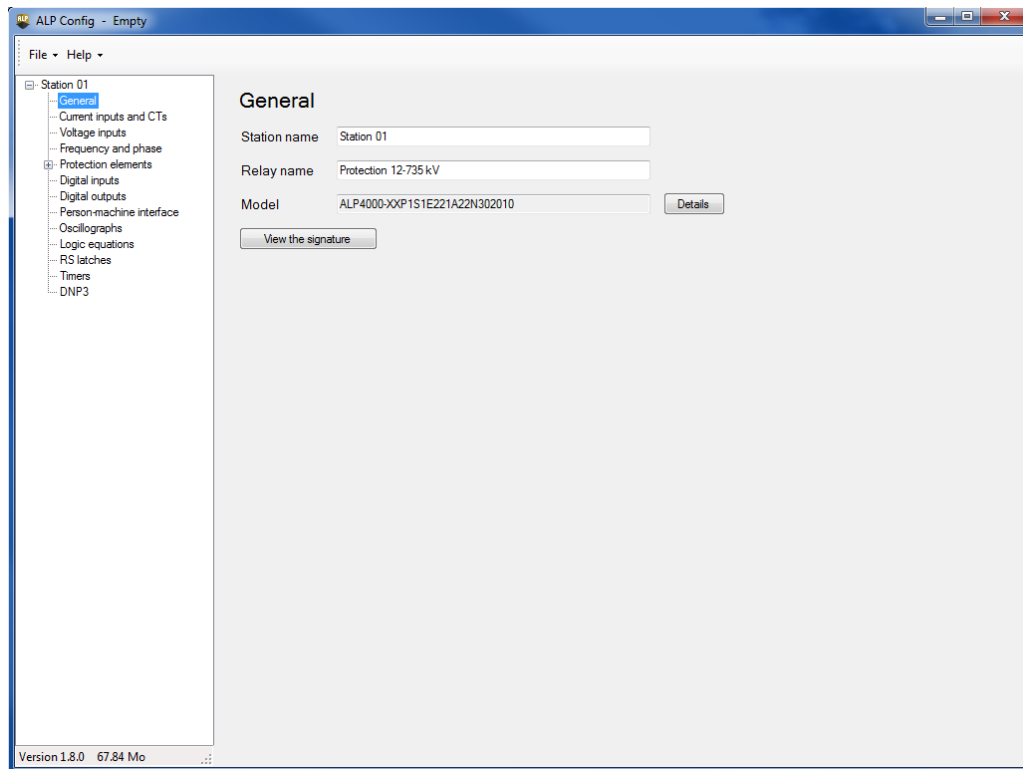 ALP Config - Empty
File Help
Station 01
General
Current inputs and CTs
Voltage inputs
Frequency and phase
Protection elements
Digital inputs
Digital outputs
Person-machine interface
Oscillographs
Logic equations
RS latches
Timers
DNP3
General
Station name Station 01
Relay name Protection 12-735 kV
Model ALP4000-XXP1S1E221A22N302010 Details
View the signature
Version 1.8.0 67.84 Mo